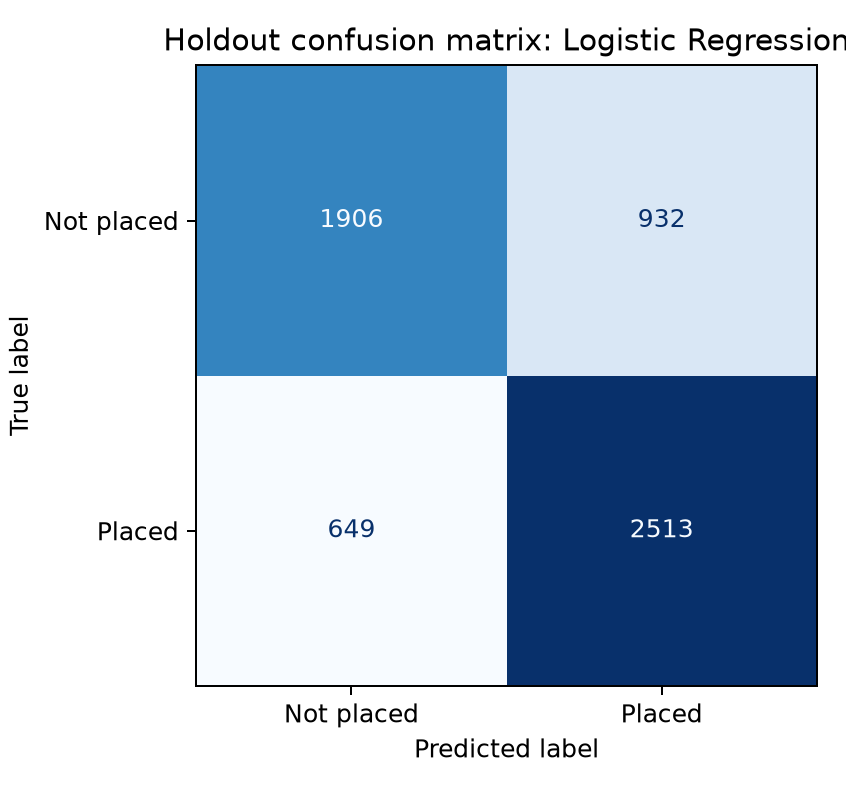 Holdout confusion matrix: Logistic Regression
Not placed
1906
932
True label
Placed
649
2513
Not placed
Placed
Predicted label